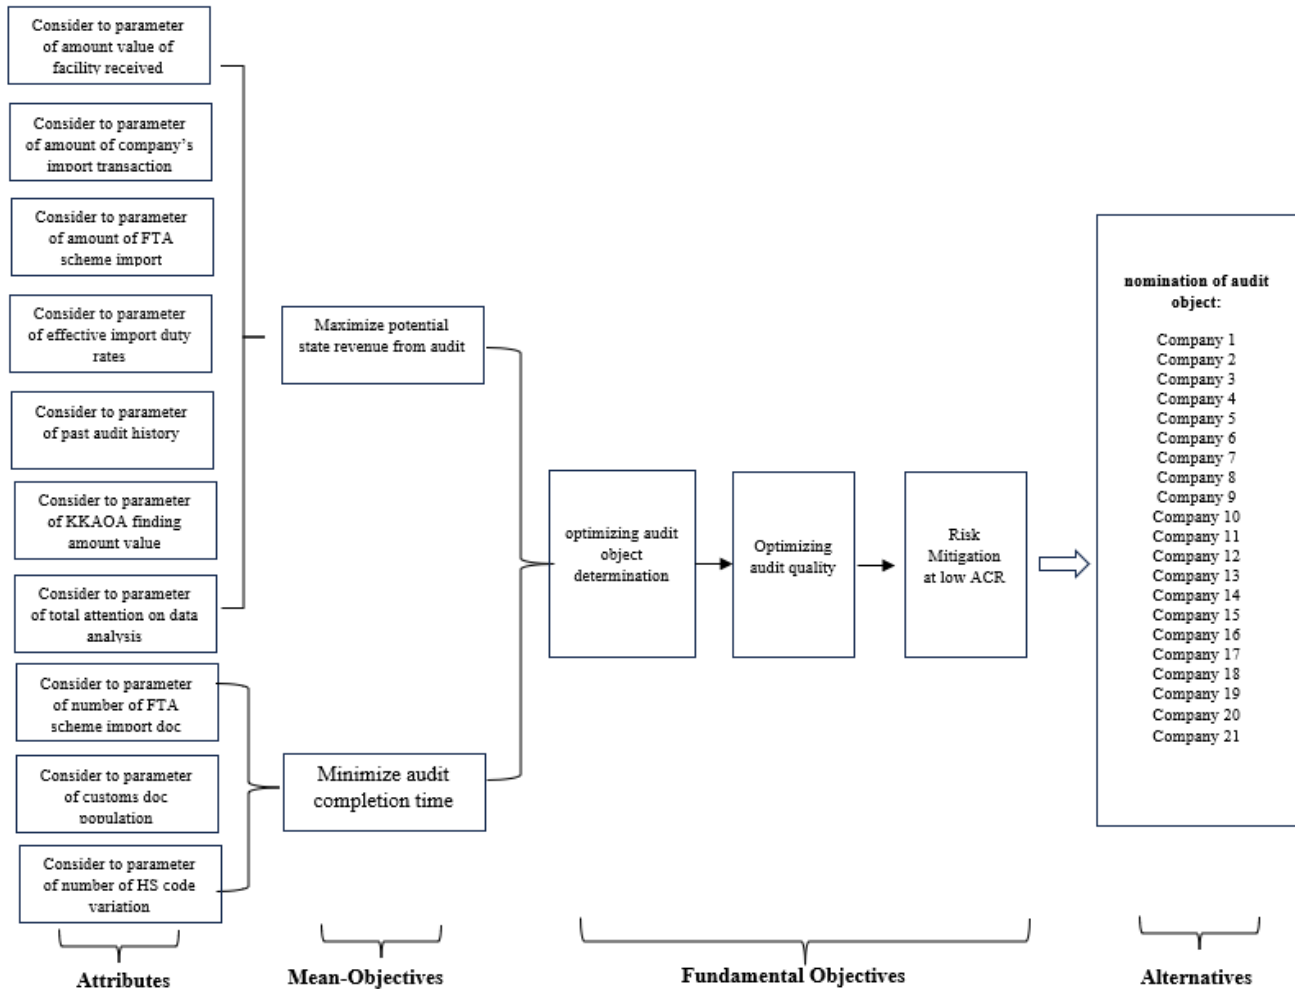 Consider to parameter
of amount value of
facility received
Consider to parameter
of amount of company's
import transaction
Consider to parameter
of amount of FTA
scheme import
Consider to parameter
of effective import duty
rates
Consider to parameter
of past audit history
Consider to parameter
of KKAOA finding
amount value
Consider to parameter
of total attention on data
analysis
Consider to parameter
of number of FTA
scheme import doc
Consider to parameter
of customs doc
population
Consider to parameter
of number of HS code
variation
Maximize potential
state revenue from audit
Minimize audit
completion time
optimizing audit
object
determination
Optimizing
audit quality
Risk
Mitigation
at low ACR
nomination of audit
object:
Company 1
Company 2
Company 3
Company 4
Company 5
Company 6
Company 7
Company 8
Company 9
Company 10
Company 11
Company 12
Company 13
Company 14
Company 15
Company 16
Company 17
Company 18
Company 19
Company 20
Company 21
Attributes
Mean-Objectives
Fundamental Objectives
Alternatives